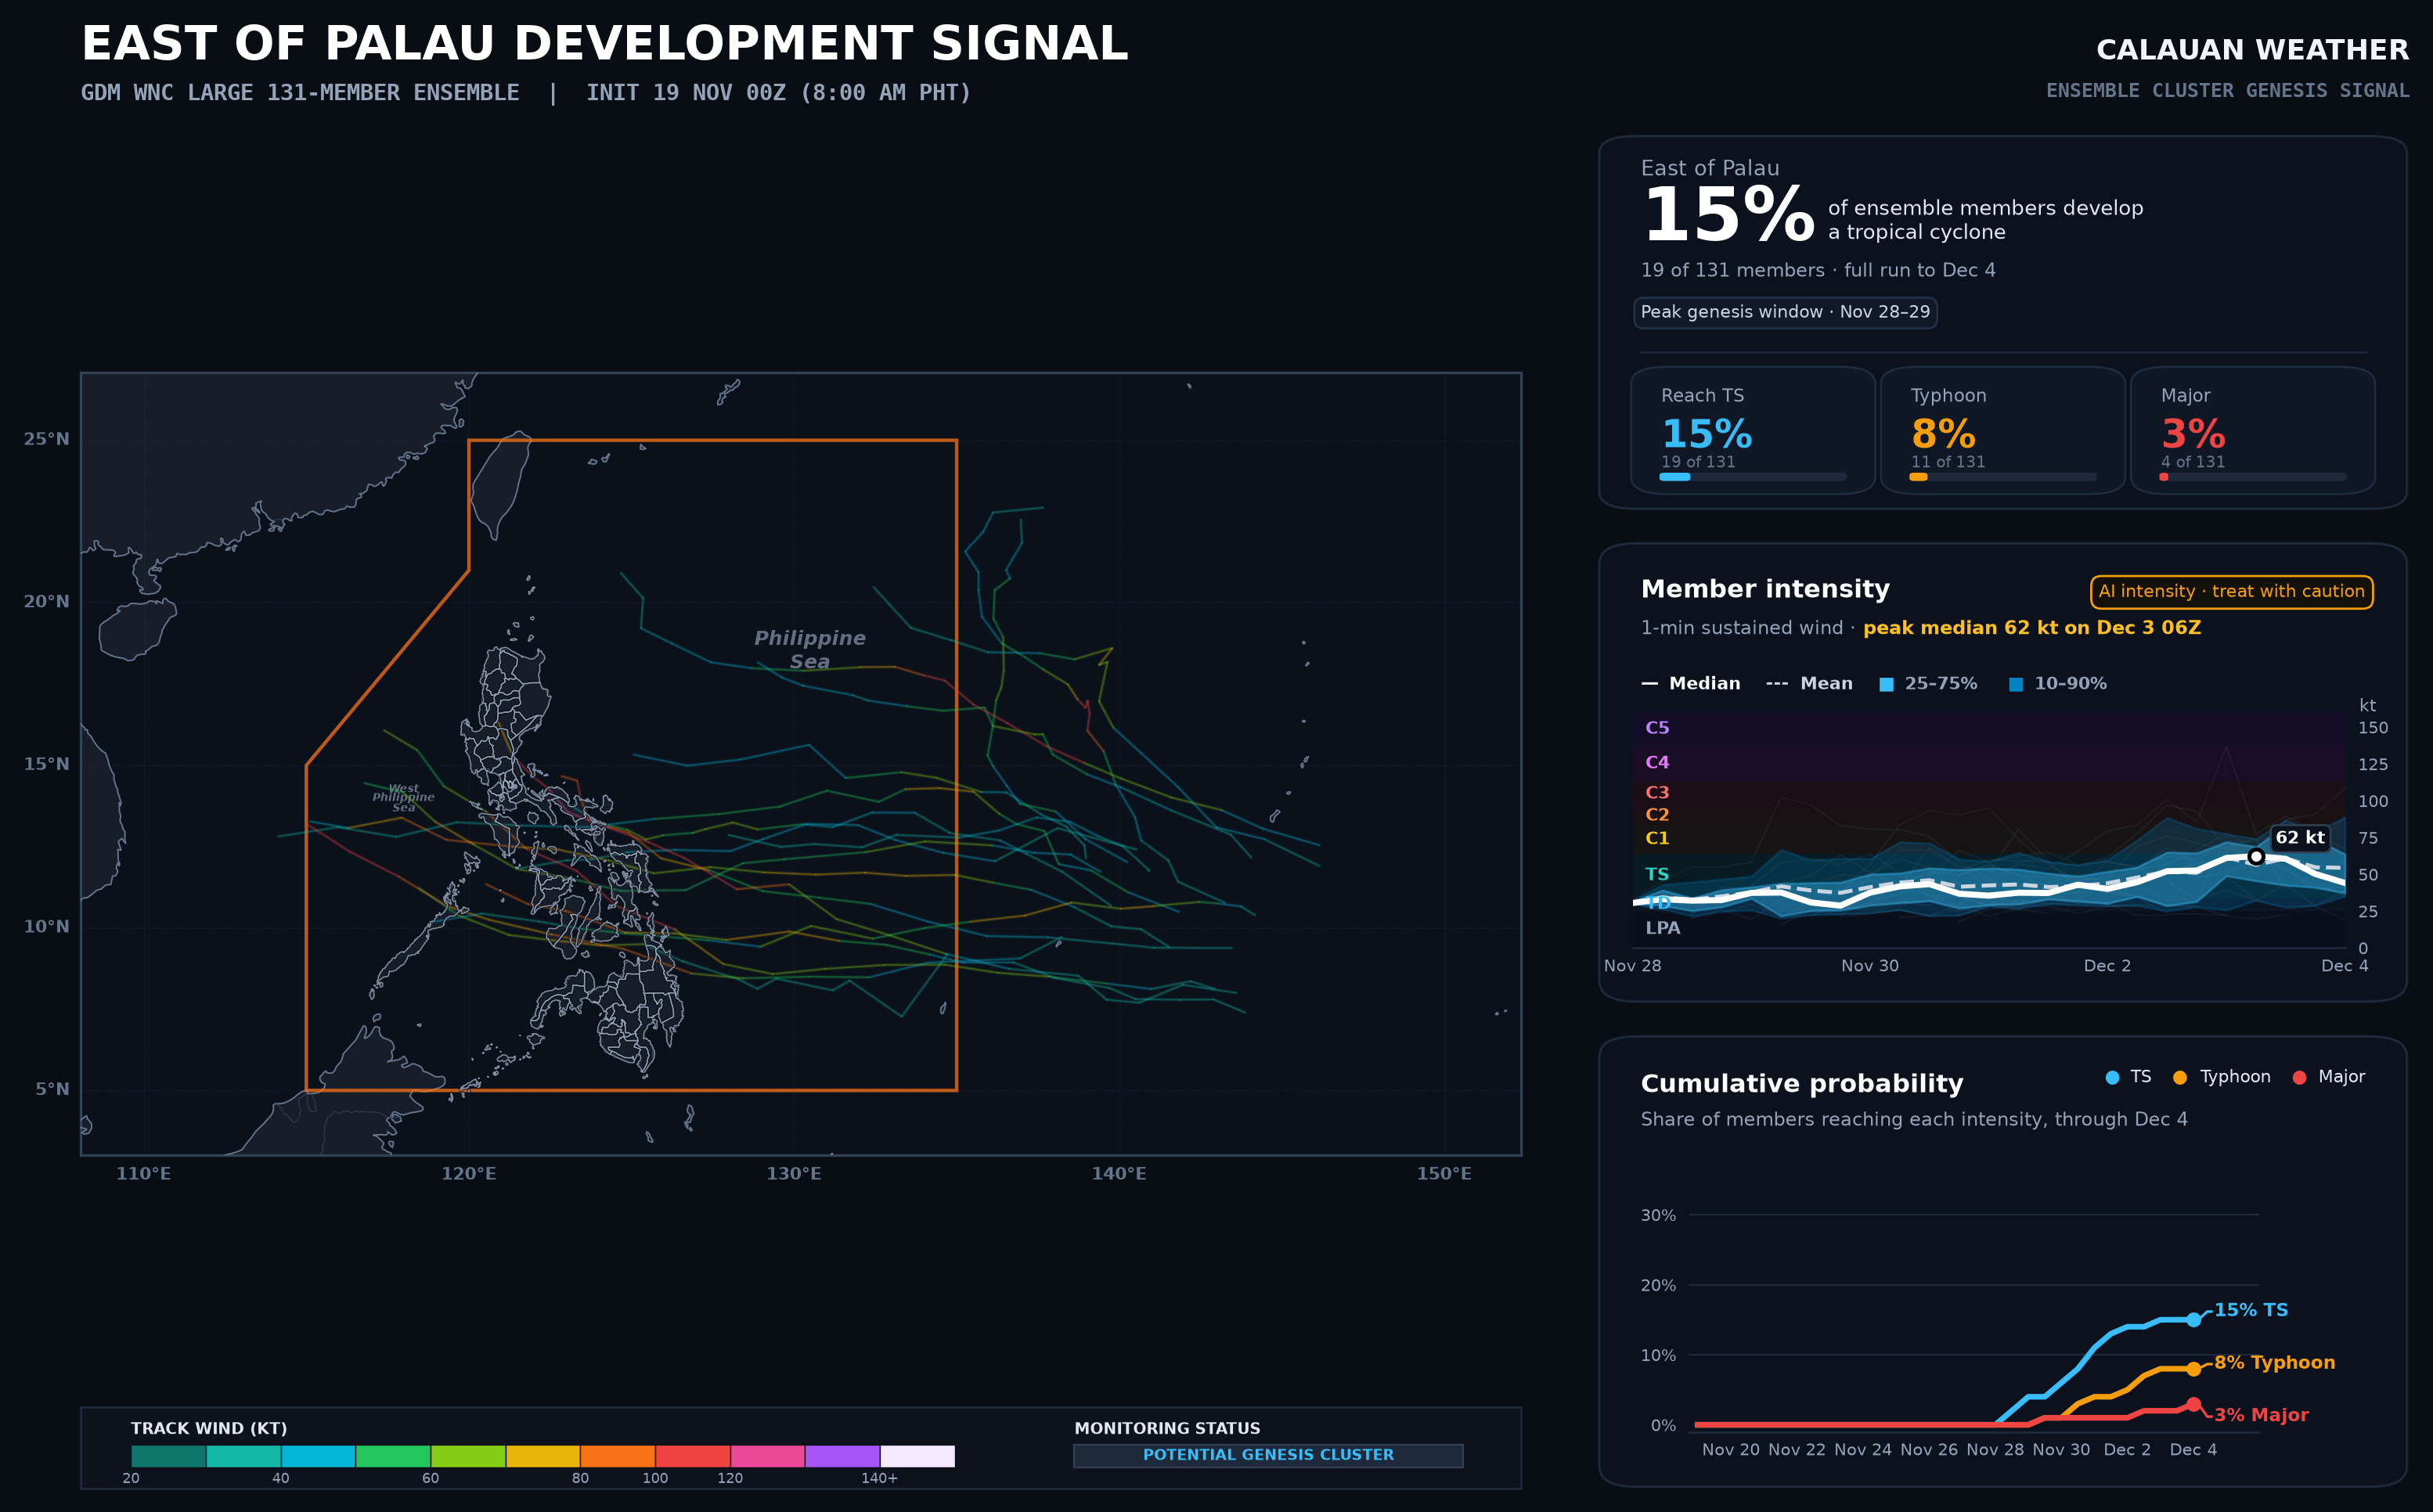 EAST OF PALAU DEVELOPMENT SIGNAL
GDM WNC LARGE 131-MEMBER ENSEMBLE | INIT 19 NOV 00Z (8:00 AM PHT)
CALAUAN WEATHER
ENSEMBLE CLUSTER GENESIS SIGNAL
25°N
20°N
15°N
10°N
5°N
110°E
120°E
130°E
140°E
150°E
Philippine
Sea
West
Philippine
Sea
TRACK WIND (KT)
20
40
60
80
100
120
140+
MONITORING STATUS
POTENTIAL GENESIS CLUSTER
East of Palau
15%
of ensemble members develop
a tropical cyclone
19 of 131 members · full run to Dec 4
Peak genesis window · Nov 28–29
Reach TS
15%
19 of 131
Typhoon
8%
11 of 131
Major
3%
4 of 131
Member intensity
AI intensity · treat with caution
1-min sustained wind · peak median 62 kt on Dec 3 06Z
Median
Mean
25–75%
10–90%
kt
C5
C4
C3
C2
C1
TS
TD
LPA
150
125
100
75
50
25
0
62 kt
Nov 28
Nov 30
Dec 2
Dec 4
Cumulative probability
TS
Typhoon
Major
Share of members reaching each intensity, through Dec 4
30%
20%
10%
0%
15% TS
8% Typhoon
3% Major
Nov 20
Nov 22
Nov 24
Nov 26
Nov 28
Nov 30
Dec 2
Dec 4